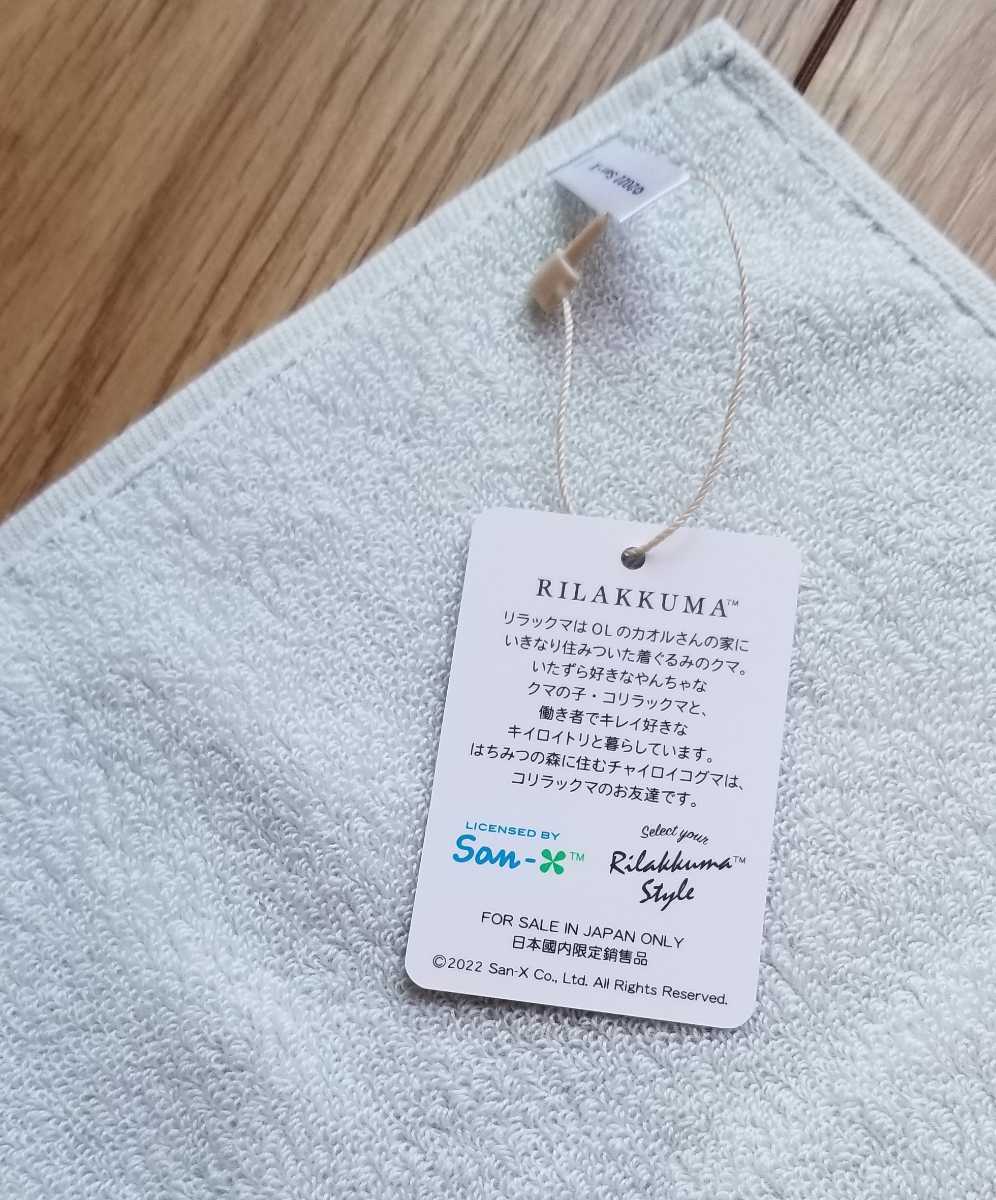 ©2022 San-X
RILAKKUMA™
リラックマはOLのカオルさんの家に
いきなり住みついた着ぐるみのクマ。
いたずら好きなやんちゃな
クマの子・コリラックマと、
働き者でキレイ好きな
キイロイトリと暮らしています。
はちみつの森に住むチャイロイコグマは、
コリラックマのお友達です。
LICENSED BY
San-X™
Select your
Rilakkuma™
Style
FOR SALE IN JAPAN ONLY
日本國内限定銷售品
©2022 San-X Co., Ltd. All Rights Reserved.